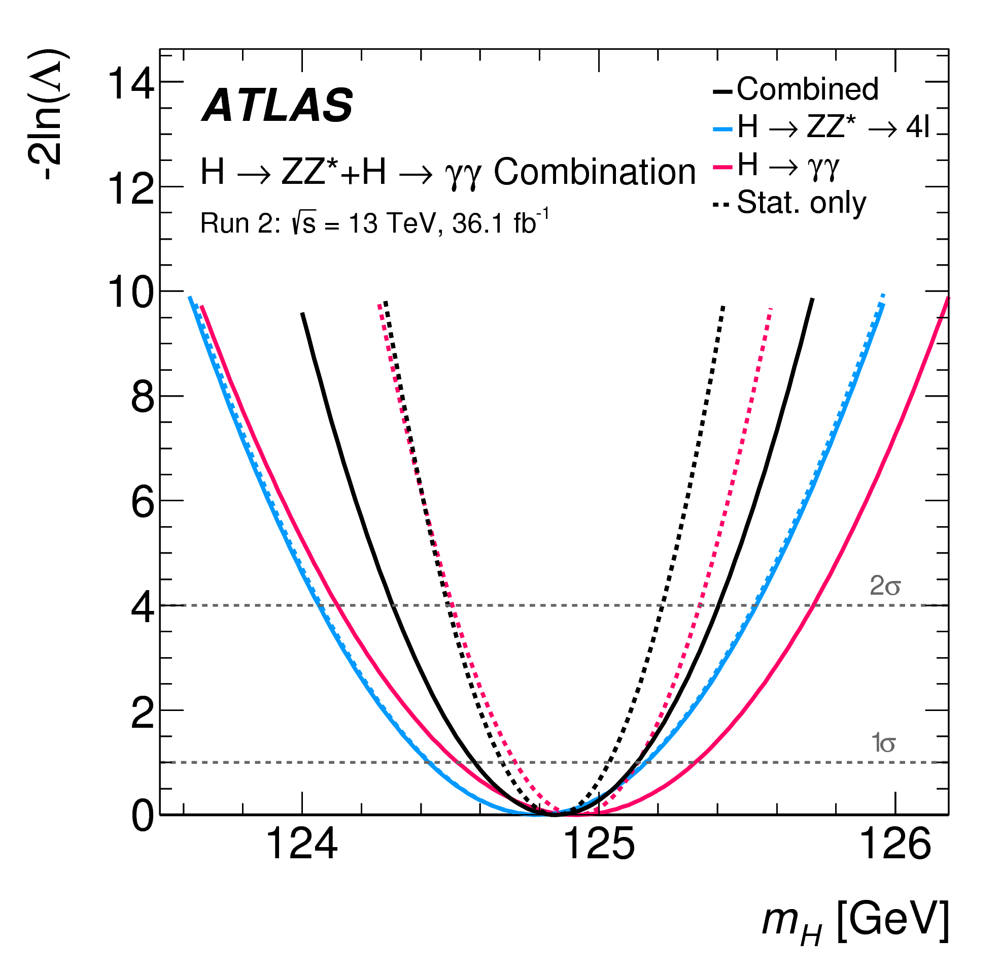 -2ln(Λ)
14
12
10
8
6
4
2
0
ATLAS
H → ZZ*+H → γγ Combination
Run 2: √s = 13 TeV, 36.1 fb⁻¹
Combined
H → ZZ* → 4l
H → γγ
Stat. only
2σ
1σ
124 125 126
m_H [GeV]